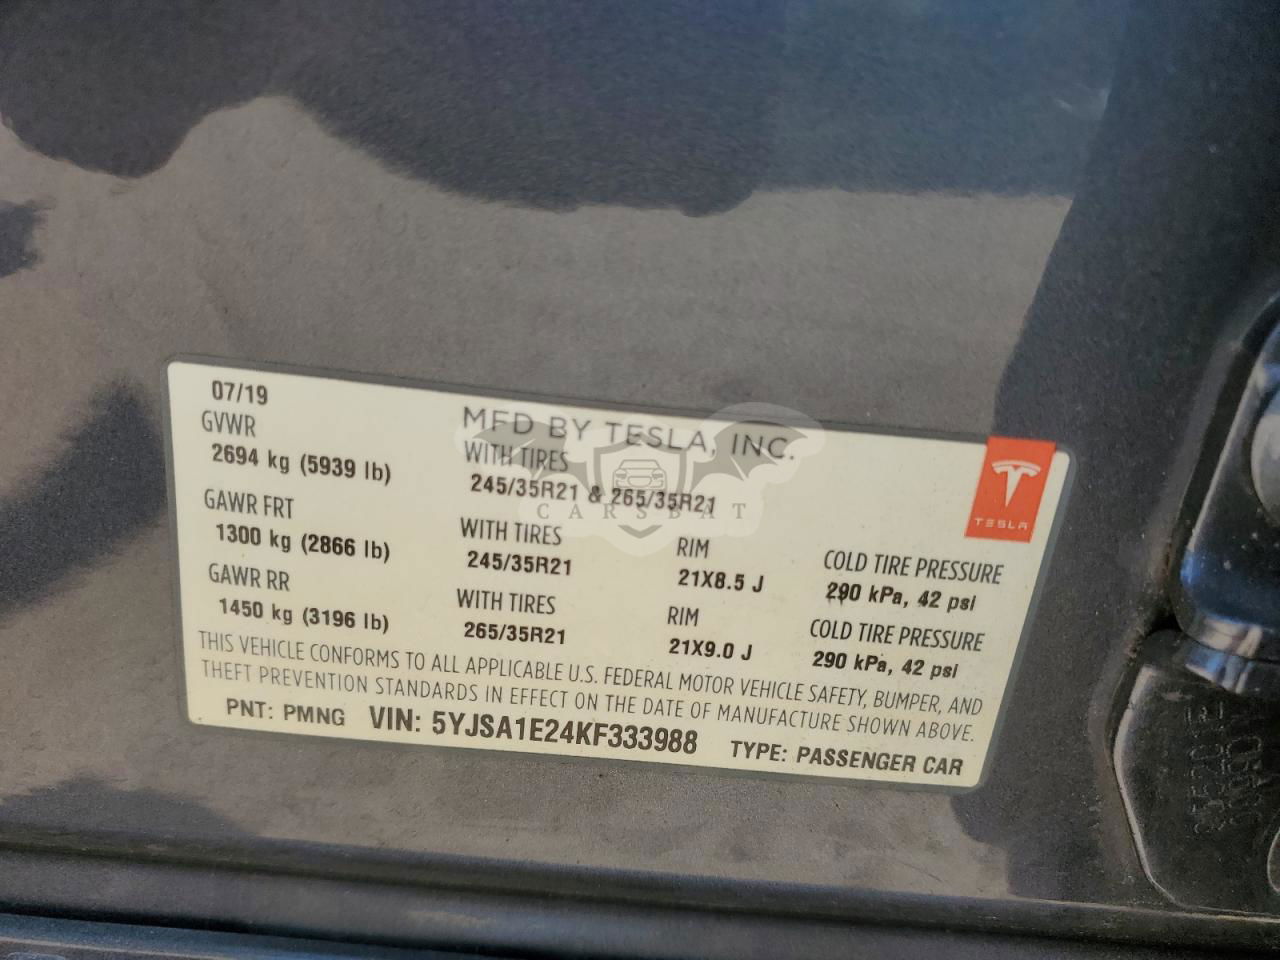 07/19
MFD BY TESLA, INC.
GVWR
2694 kg (5939 lb)
WITH TIRES
245/35R21 & 265/35R21
CARSBAT
GAWR FRT
1300 kg (2866 lb)
WITH TIRES
245/35R21
RIM
21X8.5 J
COLD TIRE PRESSURE
290 kPa, 42 psi
GAWR RR
1450 kg (3196 lb)
WITH TIRES
265/35R21
RIM
21X9.0 J
COLD TIRE PRESSURE
290 kPa, 42 psi
THIS VEHICLE CONFORMS TO ALL APPLICABLE U.S. FEDERAL MOTOR VEHICLE SAFETY, BUMPER, AND
THEFT PREVENTION STANDARDS IN EFFECT ON THE DATE OF MANUFACTURE SHOWN ABOVE.
PNT: PMNG VIN: 5YJSA1E24KF333988 TYPE: PASSENGER CAR
TESLA